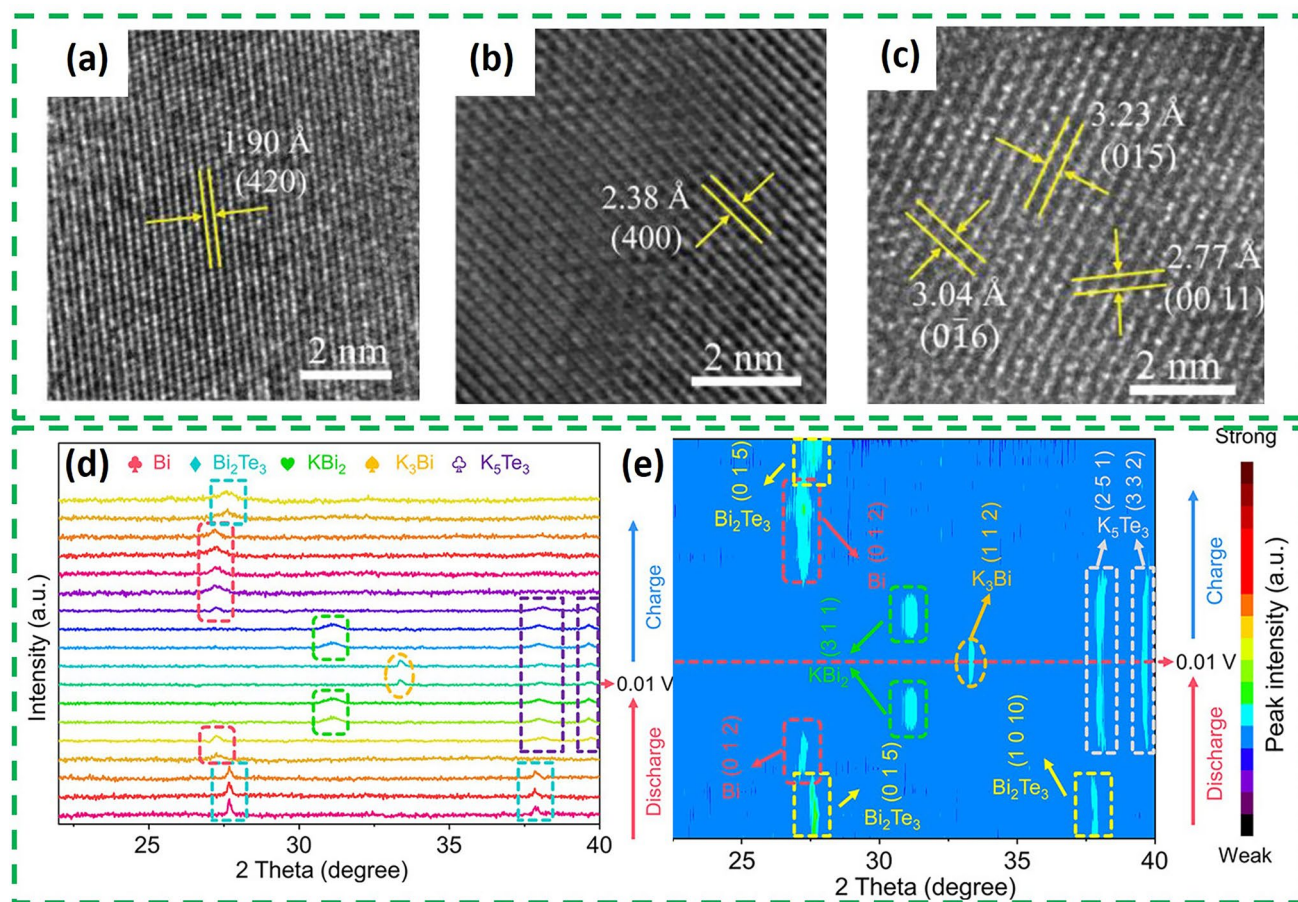 (a)
1.90 Å
(420)
2 nm
(b)
2.38 Å
(400)
2 nm
(c)
3.23 Å
(015)
3.04 Å
(01̅6)
2.77 Å
(00 11)
2 nm
(d)
♣ Bi ♦ Bi₂Te₃ ♥ KBi₂ ♠ K₃Bi ♧ K₅Te₃
Intensity (a.u.)
25 30 35 40
2 Theta (degree)
Charge
0.01 V
Discharge
(e)
(0 1 5)
Bi₂Te₃
(0 1 2)
Bi
(3 1 1)
KBi₂
(1 1 2)
K₃Bi
(2 5 1)
(3 3 2)
K₅Te₃
(0 1 2)
Bi
(0 1 5)
Bi₂Te₃
(1 0 10)
Bi₂Te₃
25 30 35 40
2 Theta (degree)
Charge
0.01 V
Discharge
Strong
Peak intensity (a.u.)
Weak